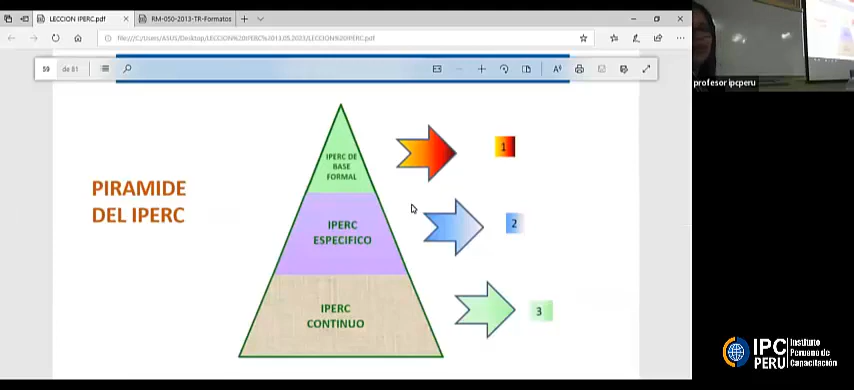 LECCION IPERC.pdf
RM-050-2013-TR-Formatos
profesor ipcperu
59
de 81
PIRAMIDE
DEL IPERC
IPERC DE
BASE
FORMAL
1
IPERC
ESPECIFICO
2
IPERC
CONTINUO
3
IPC
PERU
Instituto
Peruano de
Capacitación